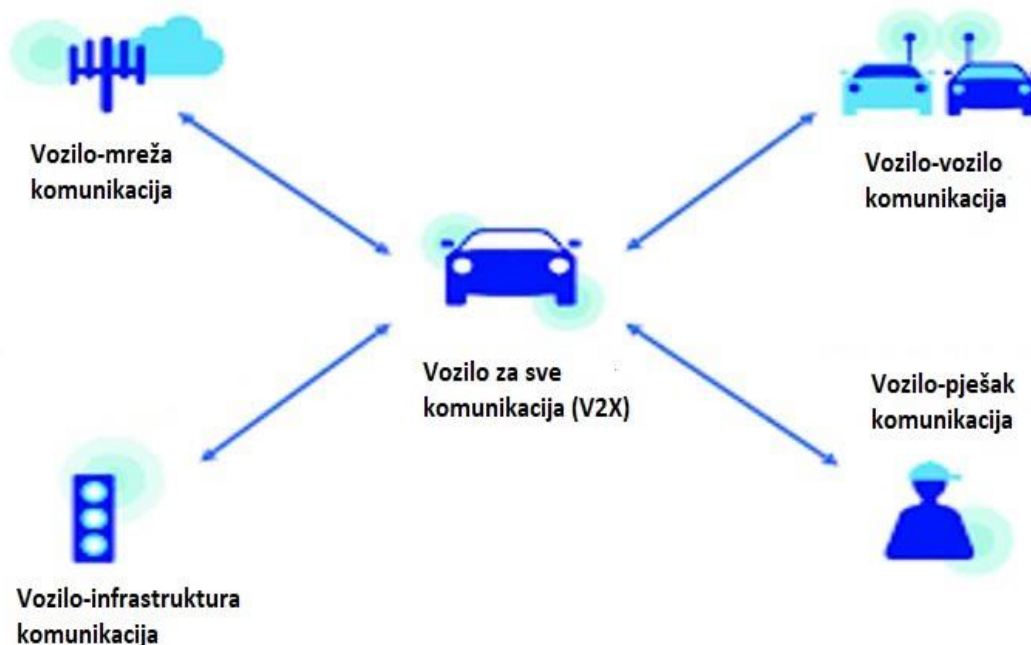 Vozilo-mreža
komunikacija
Vozilo-vozilo
komunikacija
Vozilo za sve
komunikacija (V2X)
Vozilo-pješak
komunikacija
Vozilo-infrastruktura
komunikacija